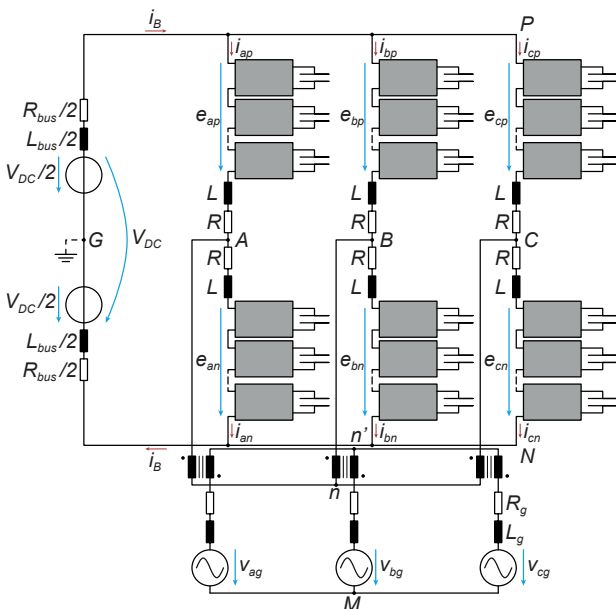 i_B P
i_ap i_bp i_cp
R_bus/2 e_ap e_bp e_cp
L_bus/2
V_DC/2
L L L
R R R
G V_DC A B C
R R R
V_DC/2 L L L
L_bus/2
R_bus/2 e_an e_bn e_cn
i_an i_bn i_cn
i_B n' N
n
R_g
L_g
v_ag v_bg v_cg
M